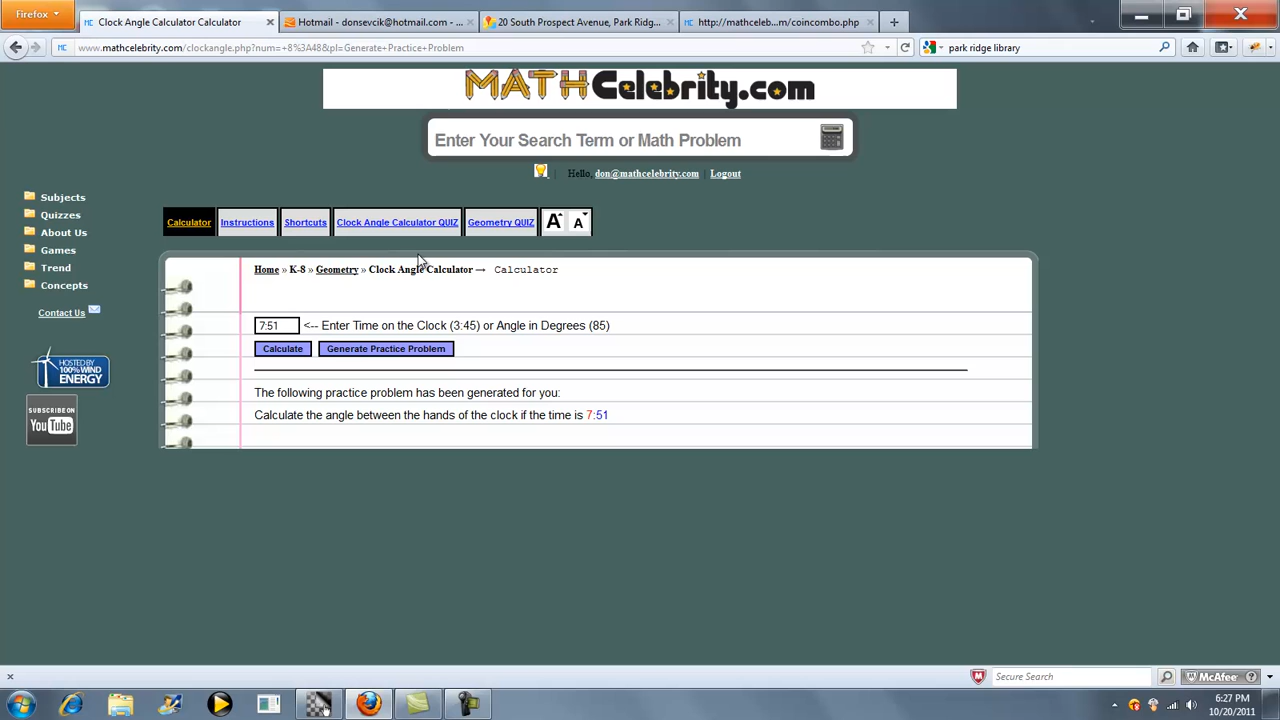 Firefox
Clock Angle Calculator Calculator
Hotmail - donsevcik@hotmail.com - ...
20 South Prospect Avenue, Park Ridg...
http://mathceleb...m/coincombo.php
www.mathcelebrity.com/clockangle.php?num=+8%3A48&pl=Generate+Practice+Problem
park ridge library
MATHCelebrity.com
Enter Your Search Term or Math Problem
Hello, don@mathcelebrity.com | Logout
Subjects
Quizzes
About Us
Games
Trend
Concepts
Contact Us
HOSTED BY
100% WIND
ENERGY
SUBSCRIBE ON
YouTube
Calculator
Instructions
Shortcuts
Clock Angle Calculator QUIZ
Geometry QUIZ
A A
Home » K-8 » Geometry » Clock Angle Calculator → Calculator
7:51 <-- Enter Time on the Clock (3:45) or Angle in Degrees (85)
Calculate Generate Practice Problem
The following practice problem has been generated for you:
Calculate the angle between the hands of the clock if the time is 7:51
Secure Search
McAfee
6:27 PM
10/20/2011